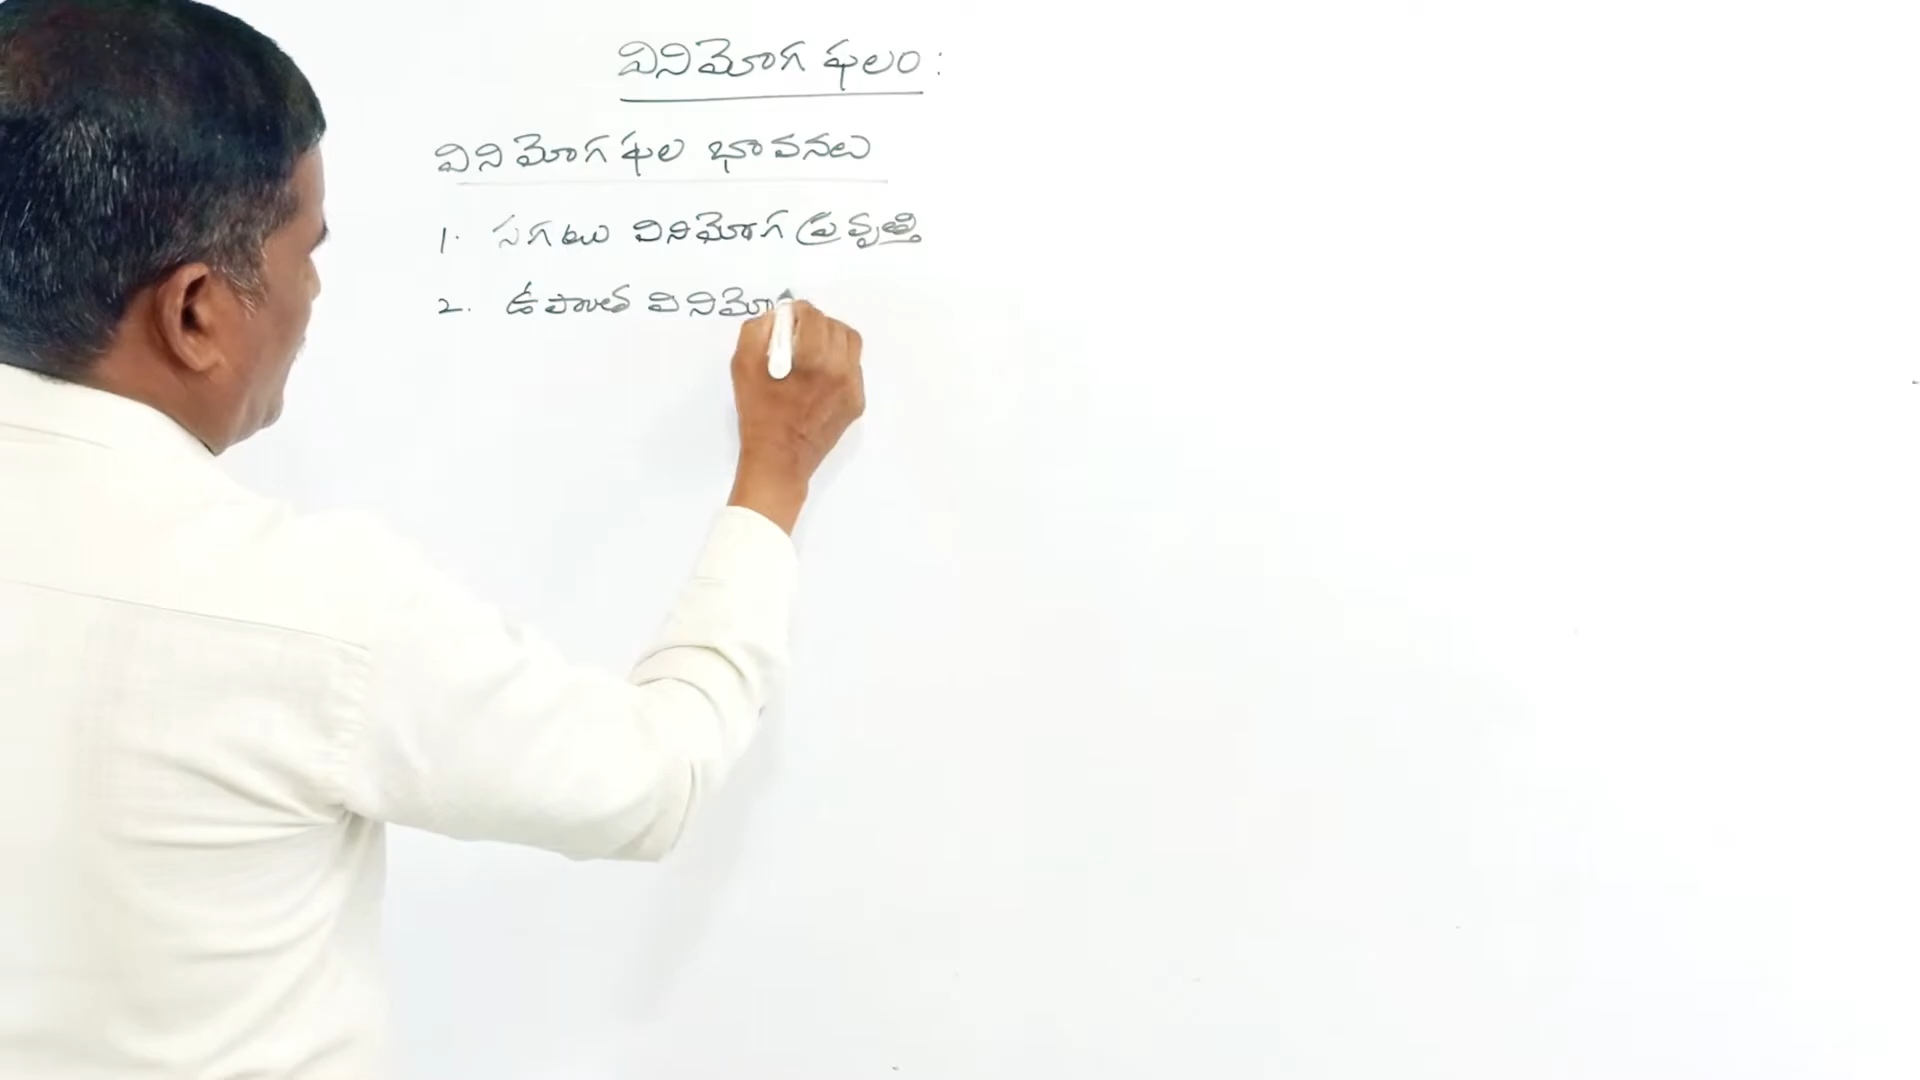 వినిమోగ ఫలం :
వినిమోగ ఫల భావనలు
1. సగటు వినిమోగ ప్రవృత్తి
2. ఉపాంత వినిమో